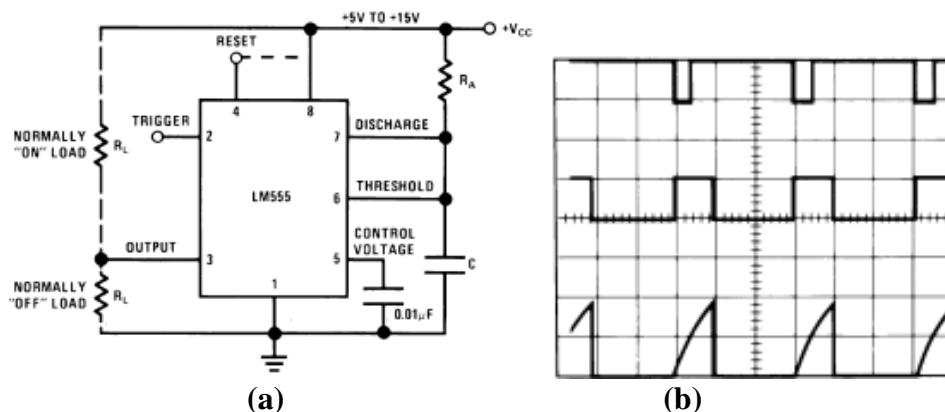 +5V TO +15V
+VCC
RESET
RA
4
8
TRIGGER
2
7
DISCHARGE
NORMALLY
"ON" LOAD
RL
LM555
6
THRESHOLD
CONTROL
VOLTAGE
OUTPUT
3
5
C
NORMALLY
"OFF" LOAD
RL
1
0.01μF
(a)
(b)